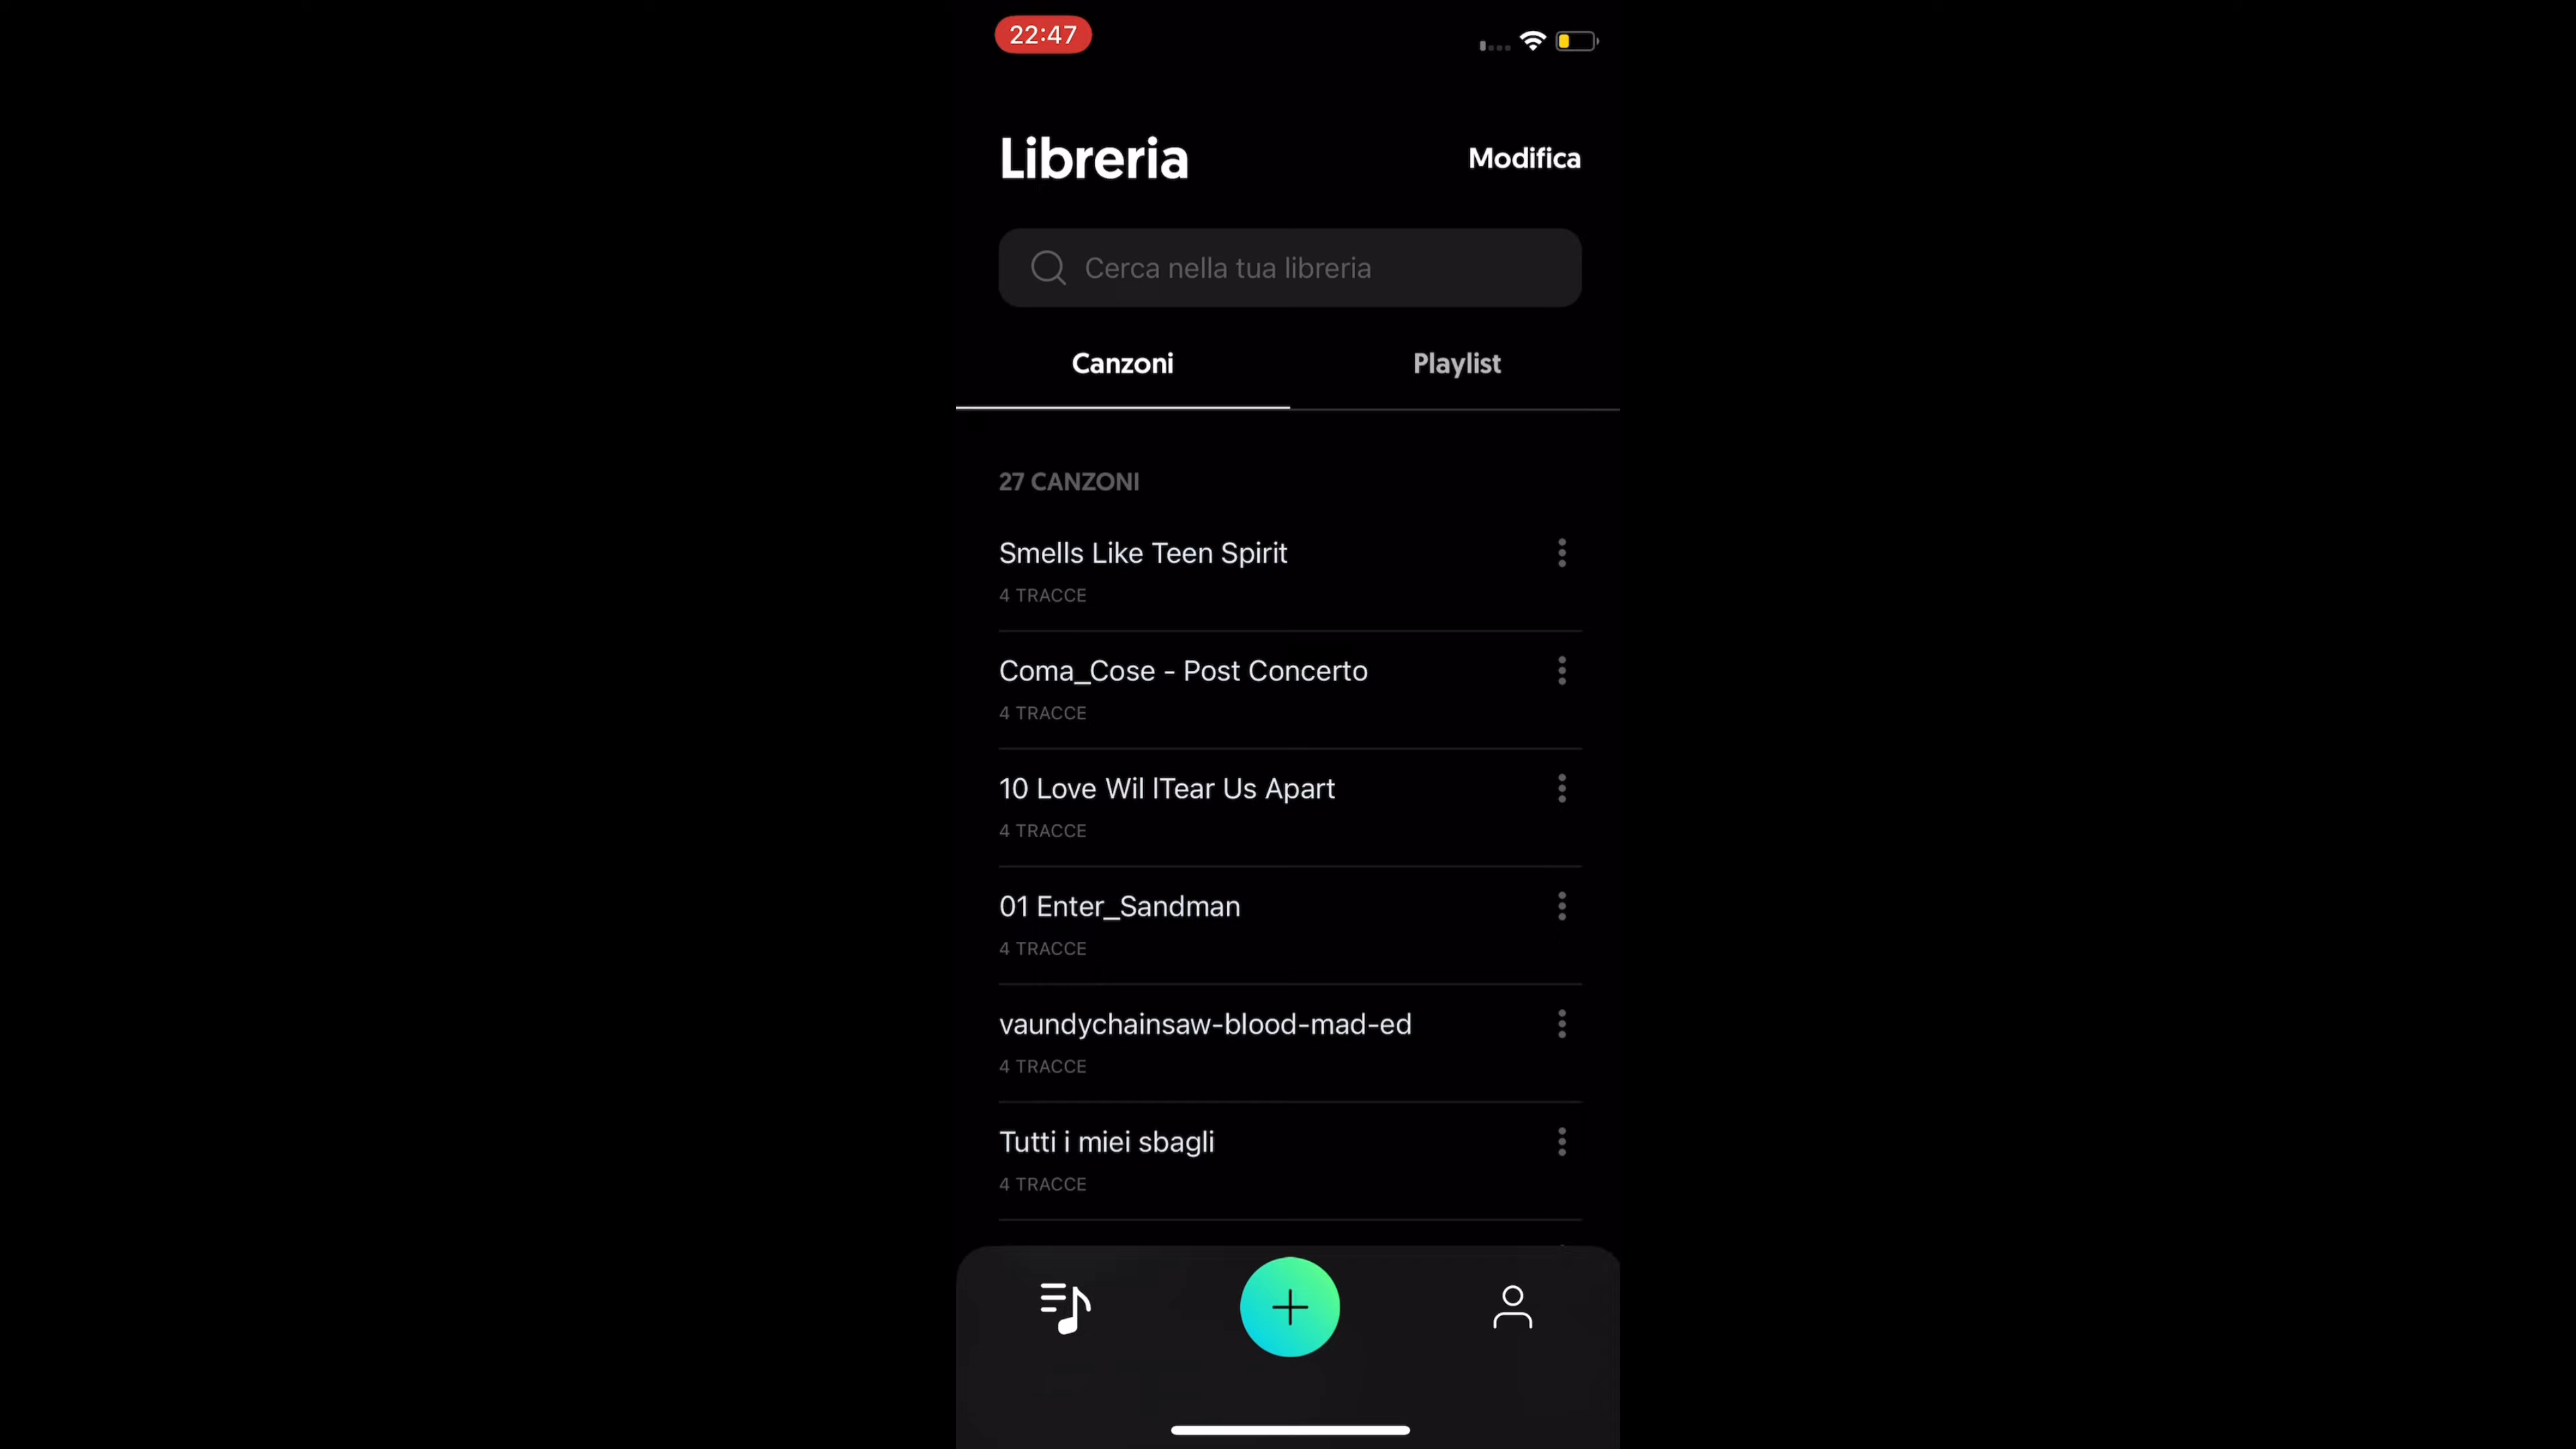 22:47
Libreria
Modifica
Cerca nella tua libreria
Canzoni
Playlist
27 CANZONI
Smells Like Teen Spirit
4 TRACCE
Coma_Cose - Post Concerto
4 TRACCE
10 Love Wil lTear Us Apart
4 TRACCE
01 Enter_Sandman
4 TRACCE
vaundychainsaw-blood-mad-ed
4 TRACCE
Tutti i miei sbagli
4 TRACCE